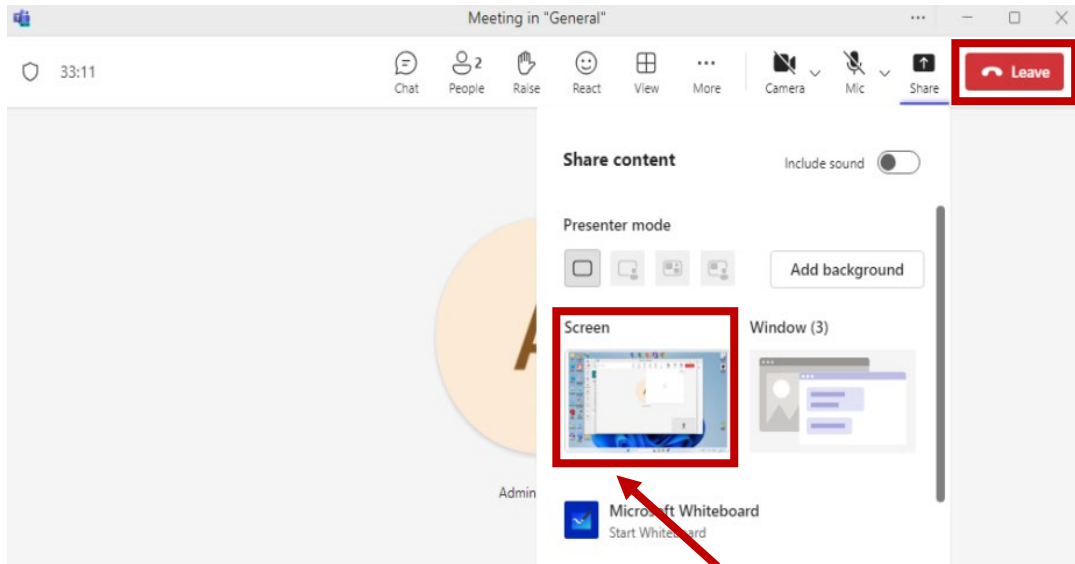 Meeting in "General"
33:11
Chat
2
People
Raise
React
View
More
Camera
Mic
Share
Leave
Share content
Include sound
Presenter mode
Add background
Screen
Window (3)
A
Admin
Microsoft Whiteboard
Start Whiteboard